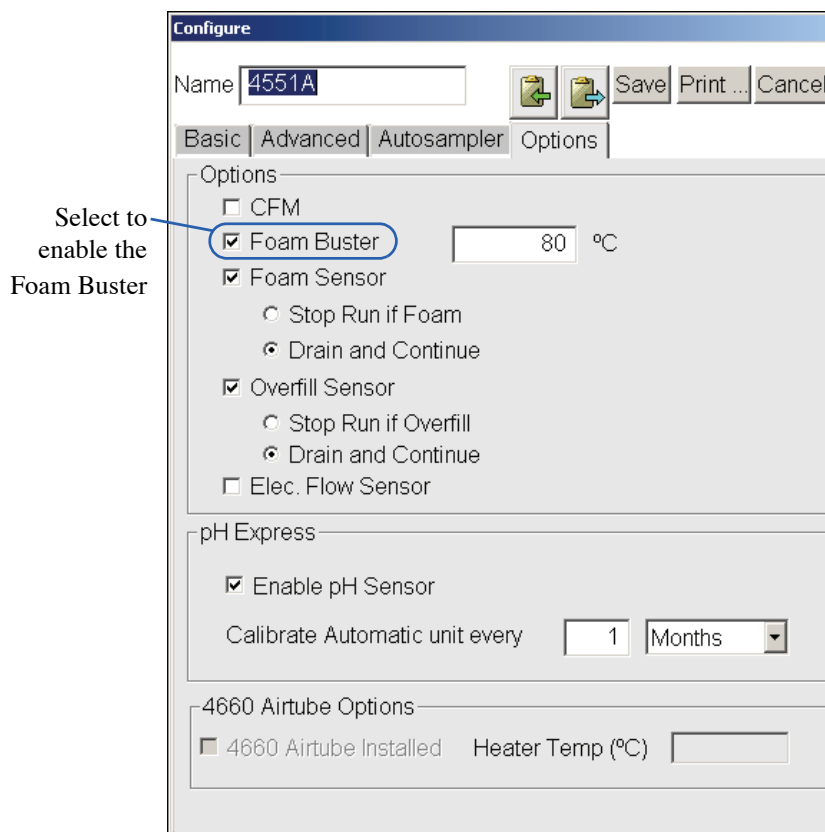 Configure
Name 4551A Save Print ... Cancel
Basic Advanced Autosampler Options
Options
CFM
Select to enable the Foam Buster
Foam Buster 80 ºC
Foam Sensor
Stop Run if Foam
Drain and Continue
Overfill Sensor
Stop Run if Overfill
Drain and Continue
Elec. Flow Sensor
pH Express
Enable pH Sensor
Calibrate Automatic unit every 1 Months
4660 Airtube Options
4660 Airtube Installed Heater Temp (ºC)